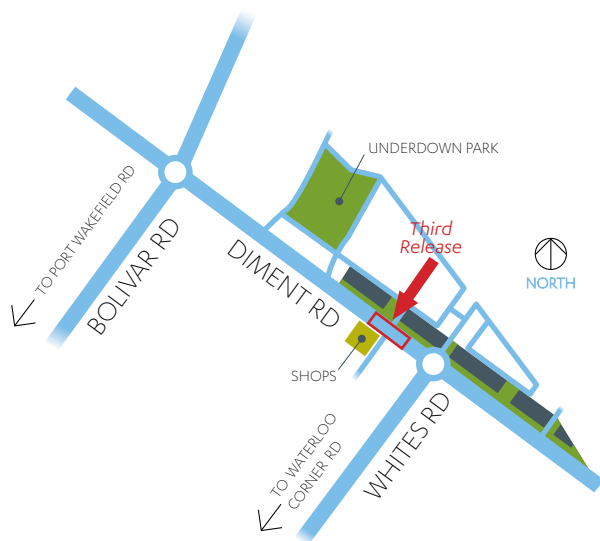 UNDERDOWN PARK
TO PORT WAKEFIELD RD
BOLIVAR RD
DIMENT RD
Third
Release
NORTH
SHOPS
TO WATERLOO
CORNER RD
WHITES RD